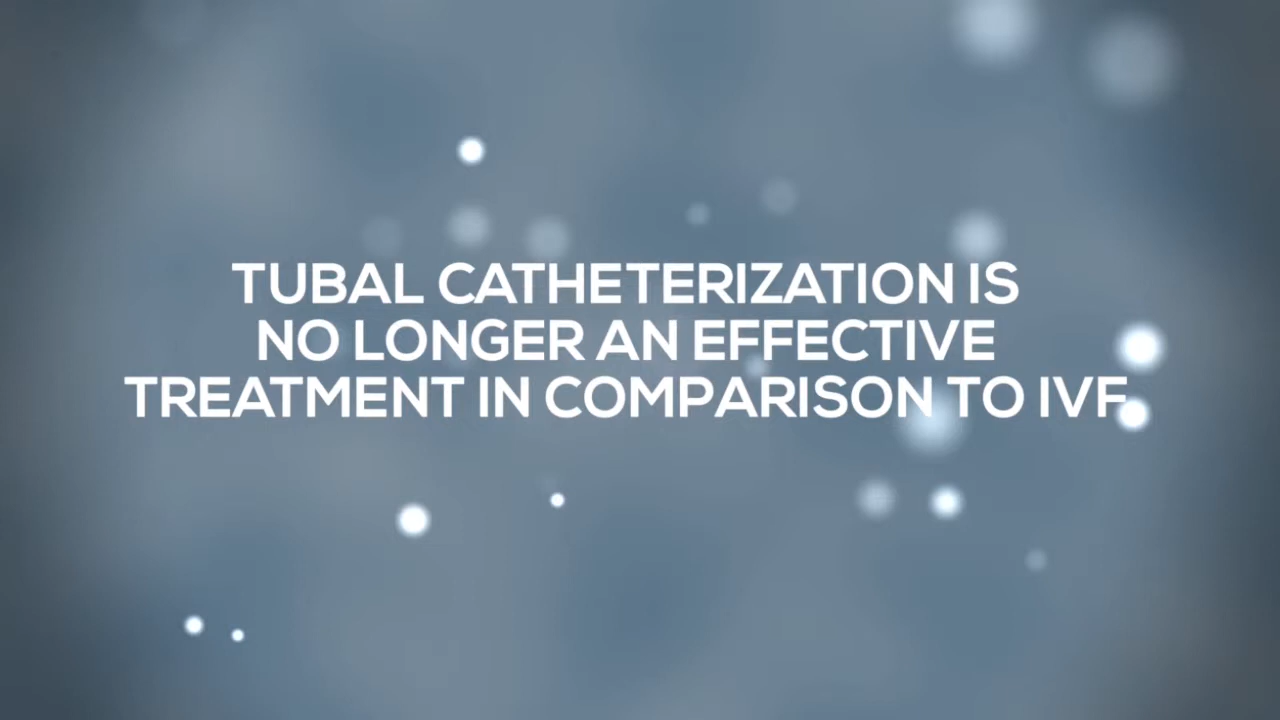 TUBAL CATHETERIZATION IS
NO LONGER AN EFFECTIVE
TREATMENT IN COMPARISON TO IVF